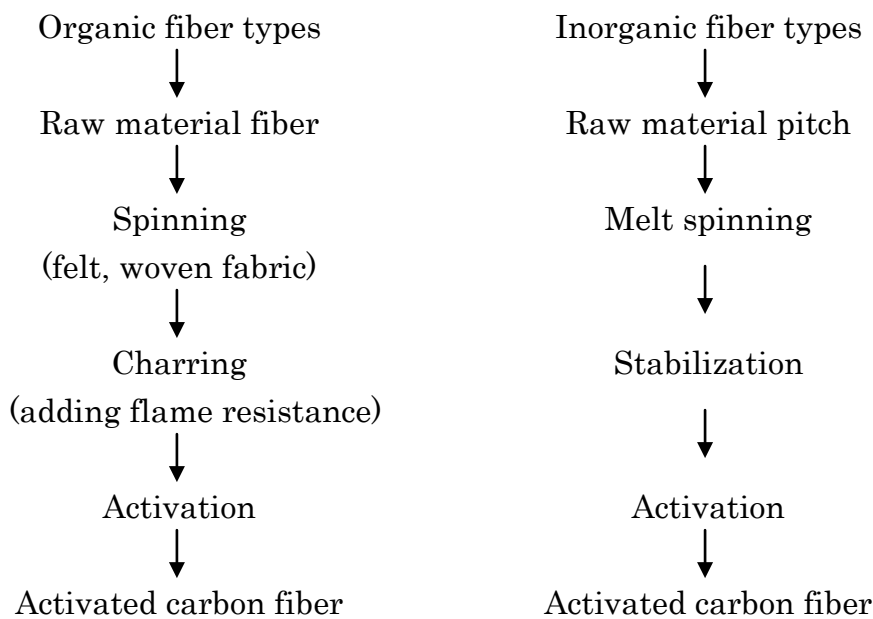 Organic fiber types
Raw material fiber
Spinning
(felt, woven fabric)
Charring
(adding flame resistance)
Activation
Activated carbon fiber
Inorganic fiber types
Raw material pitch
Melt spinning
Stabilization
Activation
Activated carbon fiber